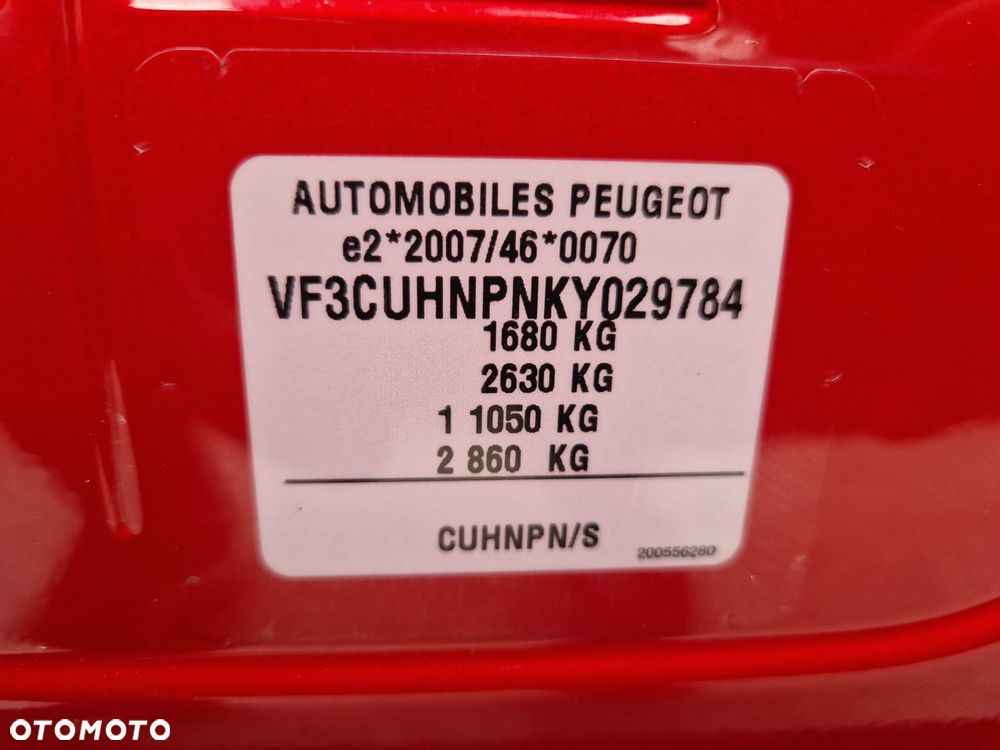 AUTOMOBILES PEUGEOT
e2*2007/46*0070
VF3CUHNPNKY029784
1680 KG
2630 KG
1 1050 KG
2 860 KG
CUHNPN/S
200556280
OTOMOTO